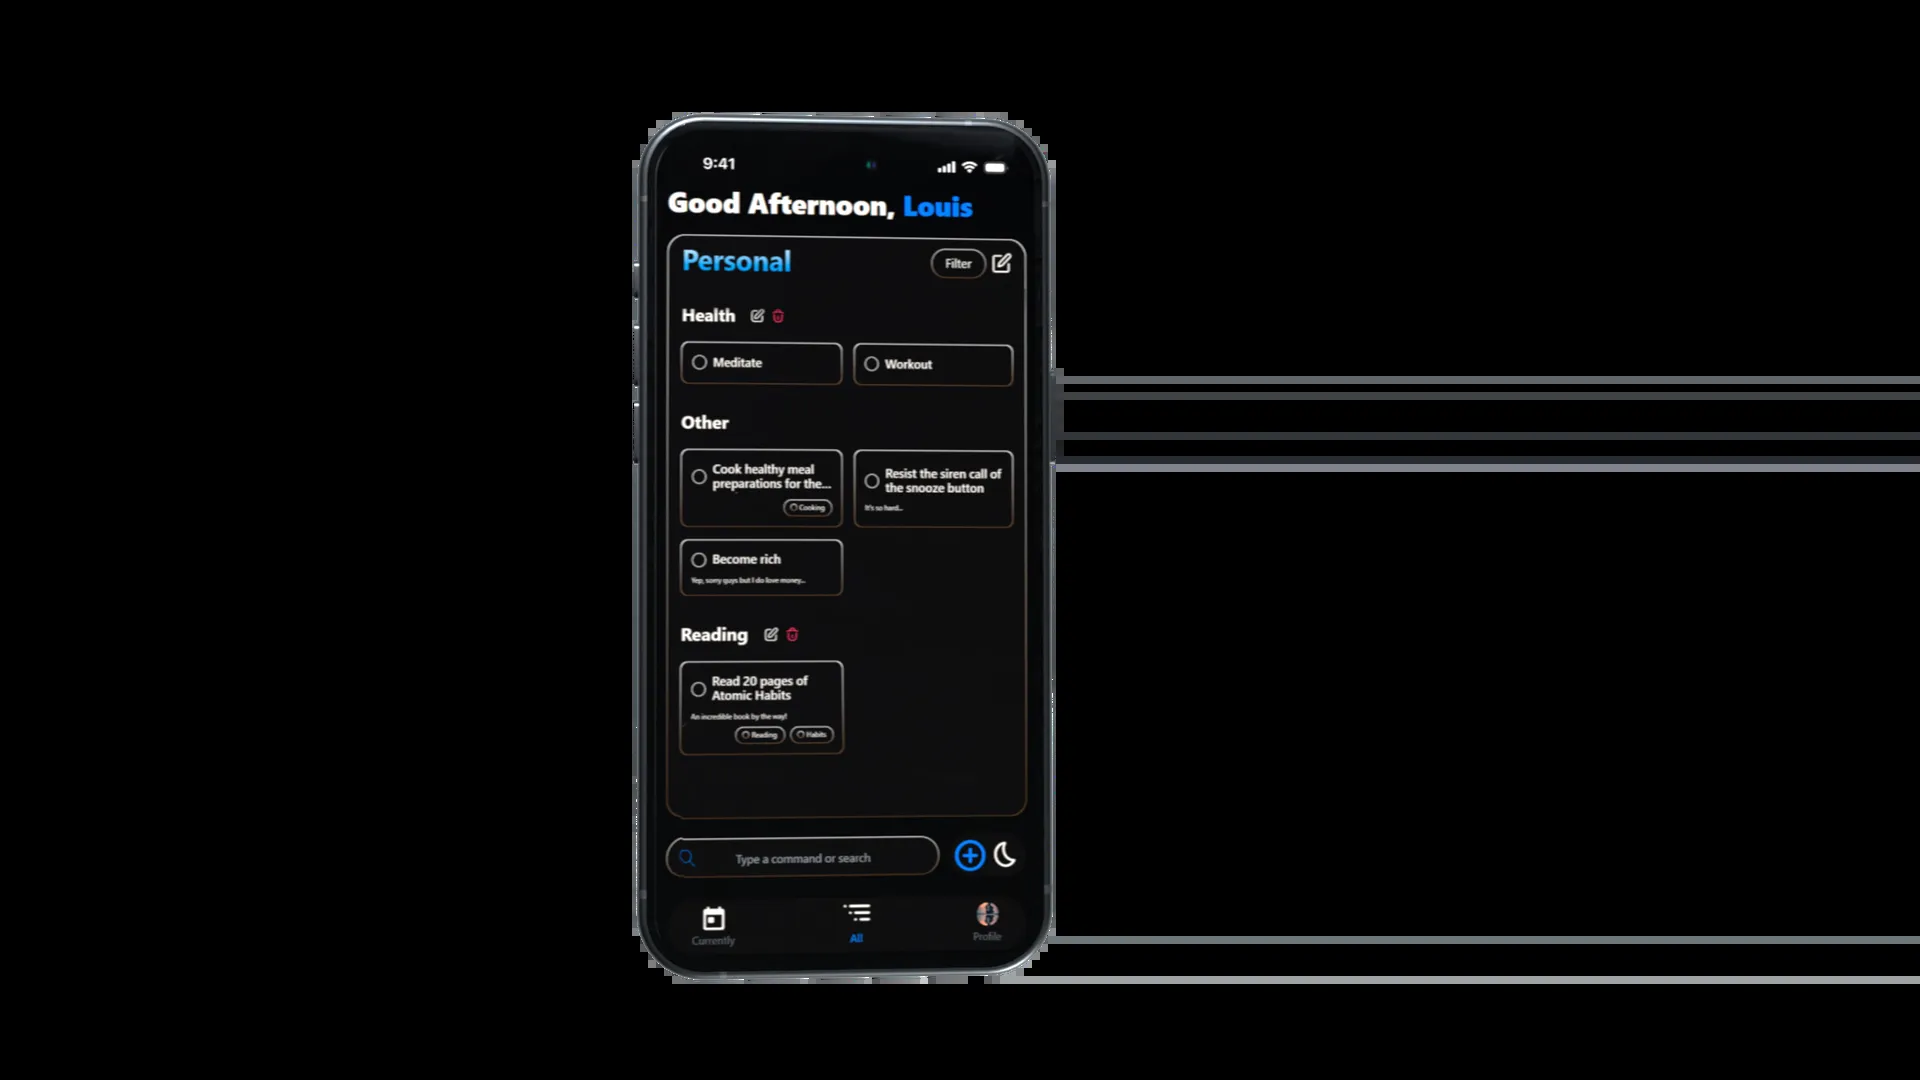 9:41
Good Afternoon, Louis
Personal
Filter
Health
Meditate
Workout
Other
Cook healthy meal
preparations for the...
Cooking
Resist the siren call of
the snooze button
It's so hard...
Become rich
Yep, sorry guys but I do love money...
Reading
Read 20 pages of
Atomic Habits
An incredible book by the way!
Reading
Habits
Type a command or search
Currently
All
Profile